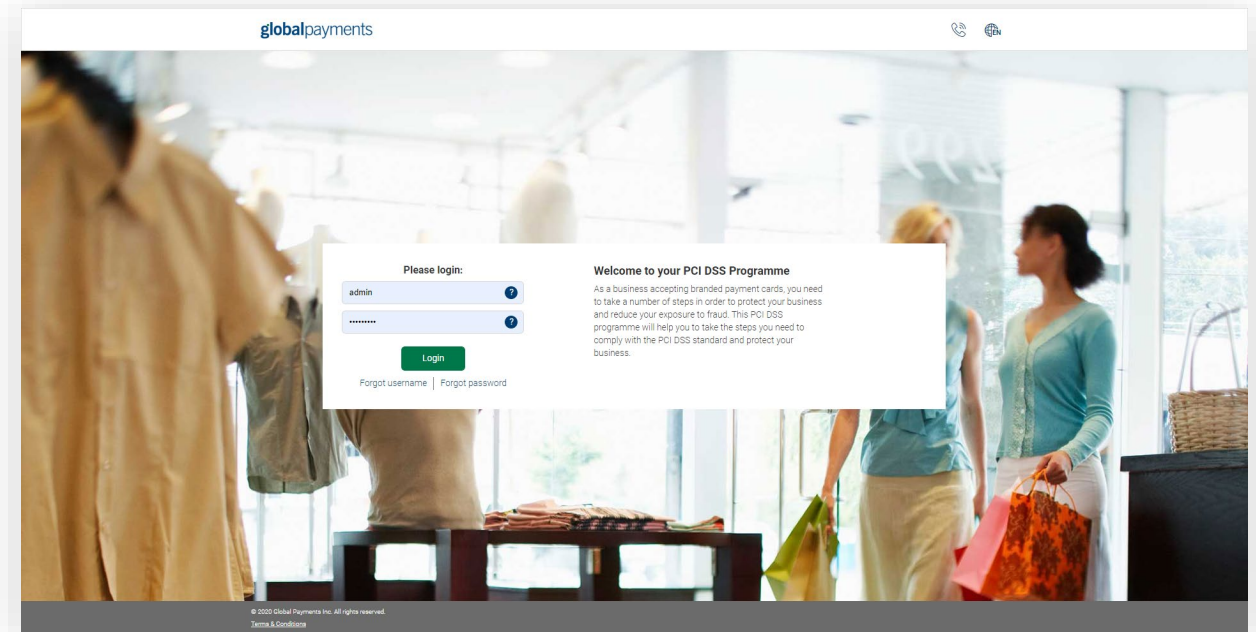 globalpayments
EN
Please login:
admin
?
•••••••••
?
Login
Forgot username | Forgot password
Welcome to your PCI DSS Programme
As a business accepting branded payment cards, you need
to take a number of steps in order to protect your business
and reduce your exposure to fraud. This PCI DSS
programme will help you to take the steps you need to
comply with the PCI DSS standard and protect your
business.
© 2020 Global Payments Inc. All rights reserved.
Terms & Conditions